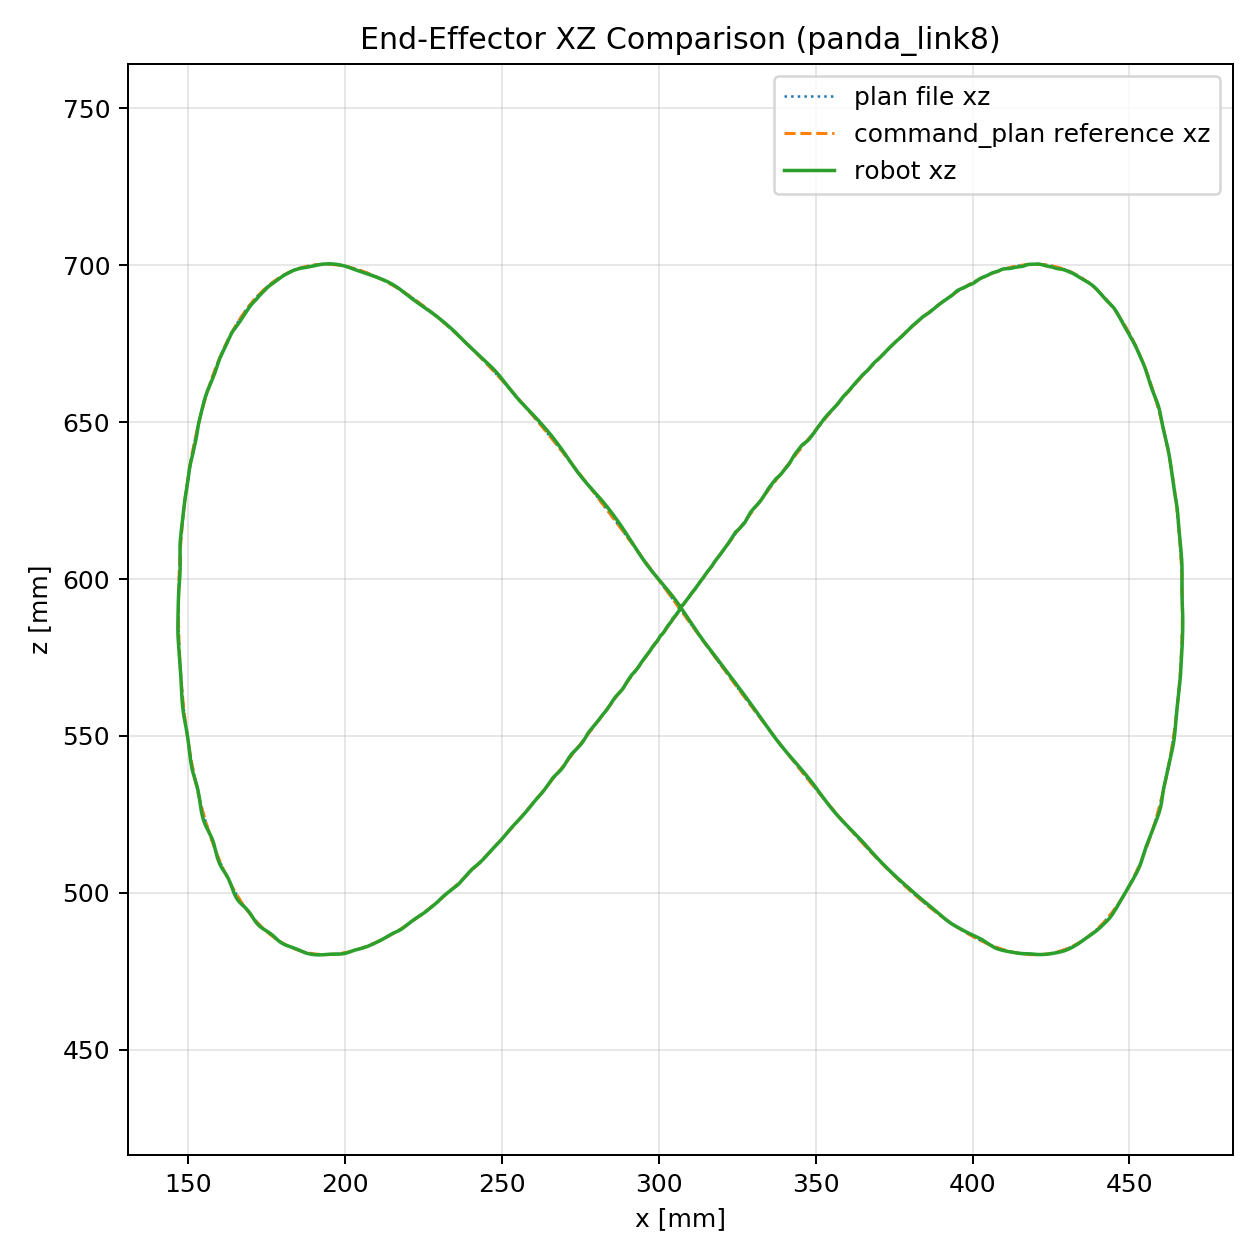 End-Effector XZ Comparison (panda_link8)
plan file xz
command_plan reference xz
robot xz
750
700
650
600
550
500
450
z [mm]
150
200
250
300
350
400
450
x [mm]